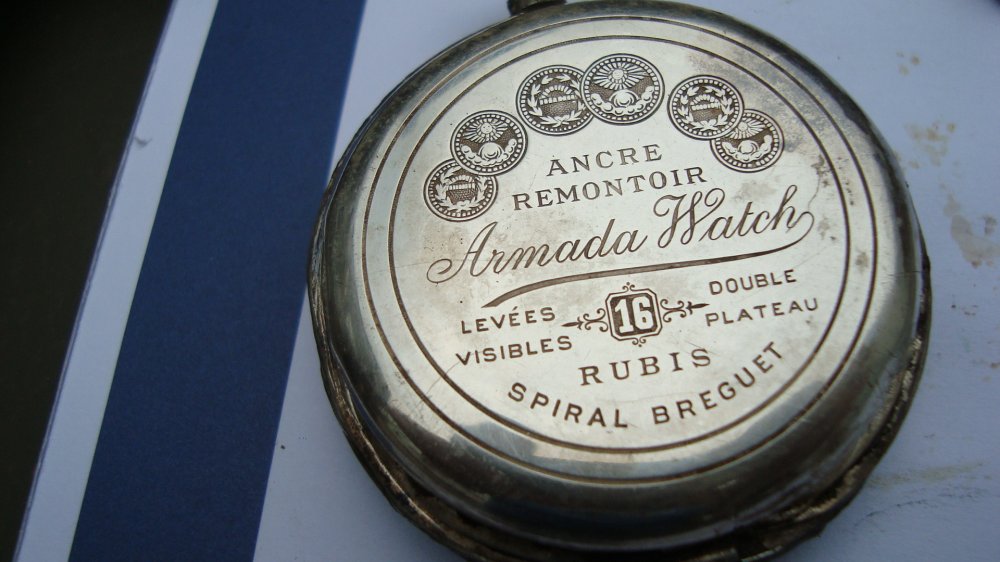 ANCRE
REMONTOIR
Armada Watch
LEVÉES
VISIBLES
16
DOUBLE
PLATEAU
RUBIS
SPIRAL BREGUET